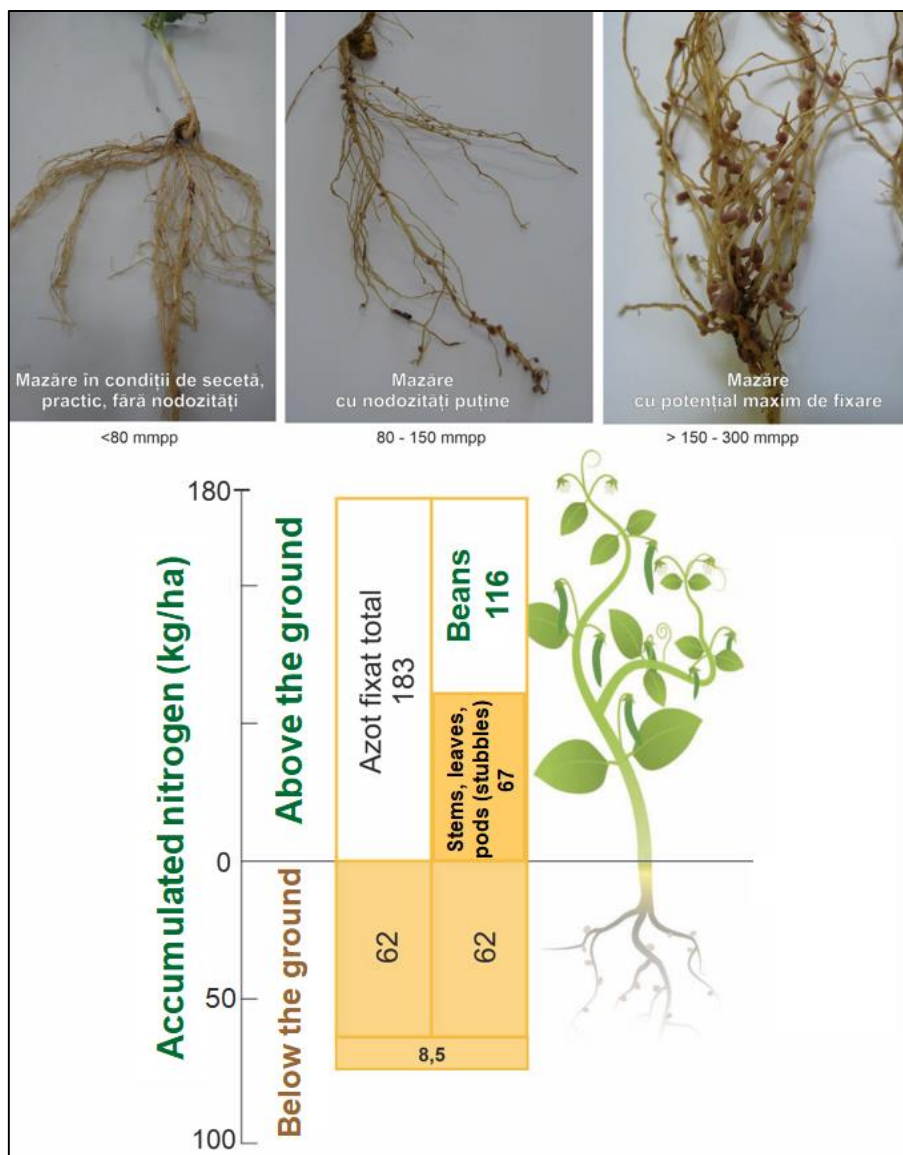 Mazăre în condiții de secetă,
practic, fără nodozități
Mazăre
cu nodozități puține
Mazăre
cu potențial maxim de fixare
<80 mmpp
80 - 150 mmpp
> 150 - 300 mmpp
Accumulated nitrogen (kg/ha)
180
0
50
100
Above the ground
Below the ground
Azot fixat total
183
Beans
116
Stems, leaves,
pods (stubbles)
67
62
62
8,5